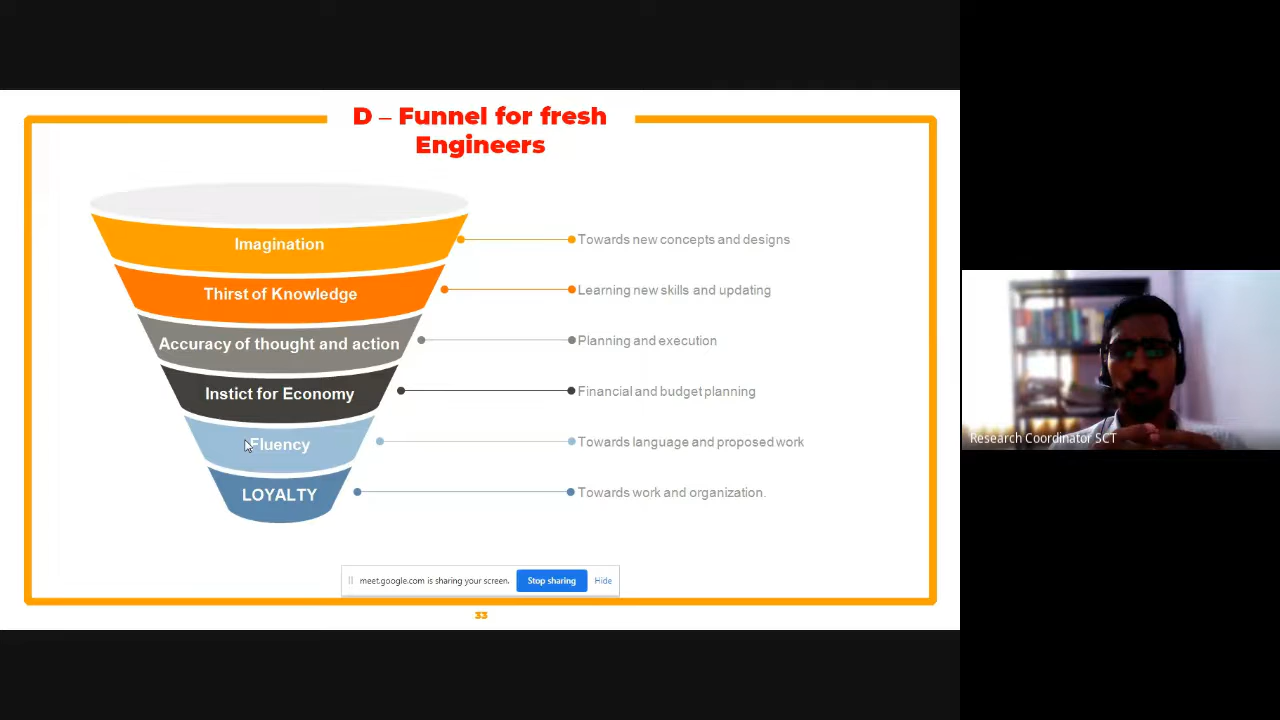 D – Funnel for fresh
Engineers
Imagination
Towards new concepts and designs
Thirst of Knowledge
Learning new skills and updating
Accuracy of thought and action
Planning and execution
Instict for Economy
Financial and budget planning
Fluency
Towards language and proposed work
LOYALTY
Towards work and organization.
meet.google.com is sharing your screen. Stop sharing Hide
33
Research Coordinator SCT